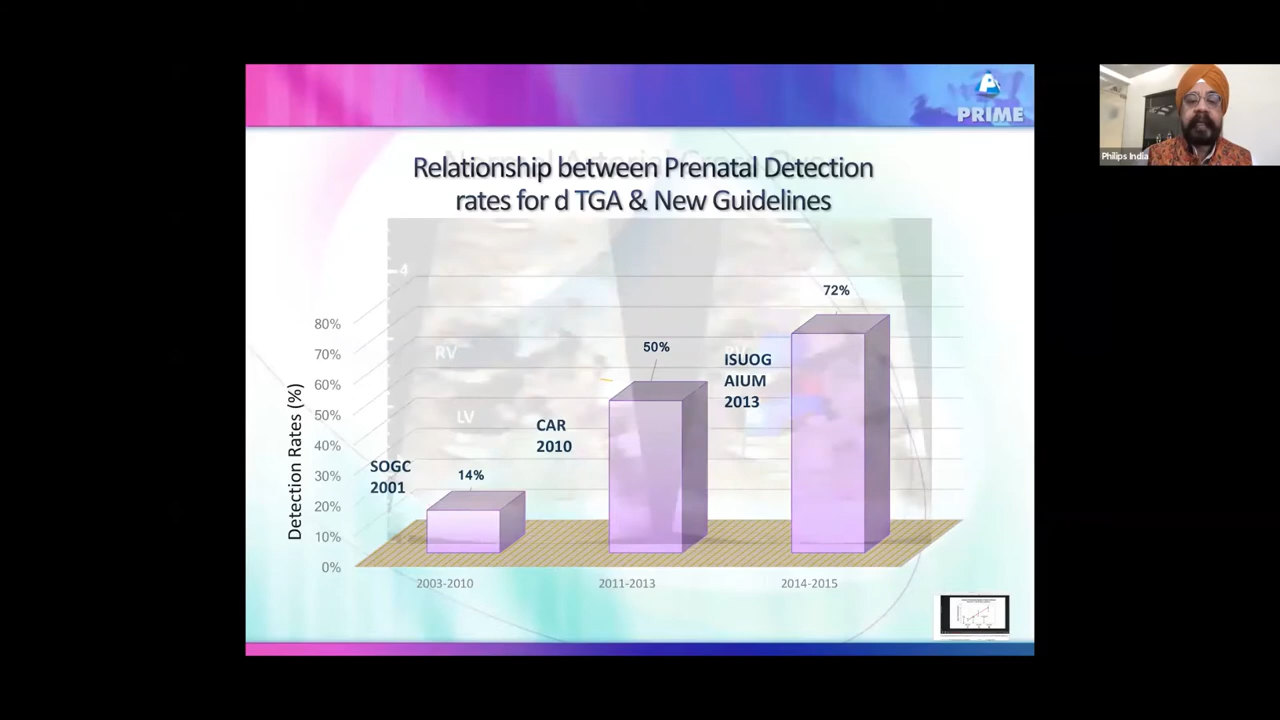 PRIME
Philips India
Relationship between Prenatal Detection
rates for d TGA & New Guidelines
4
72%
80%
50%
70%
RV
ISUOG
60%
AIUM
2013
50%
LV
CAR
40%
2010
SOGC
30%
14%
2001
20%
10%
0%
Detection Rates (%)
2003-2010
2011-2013
2014-2015